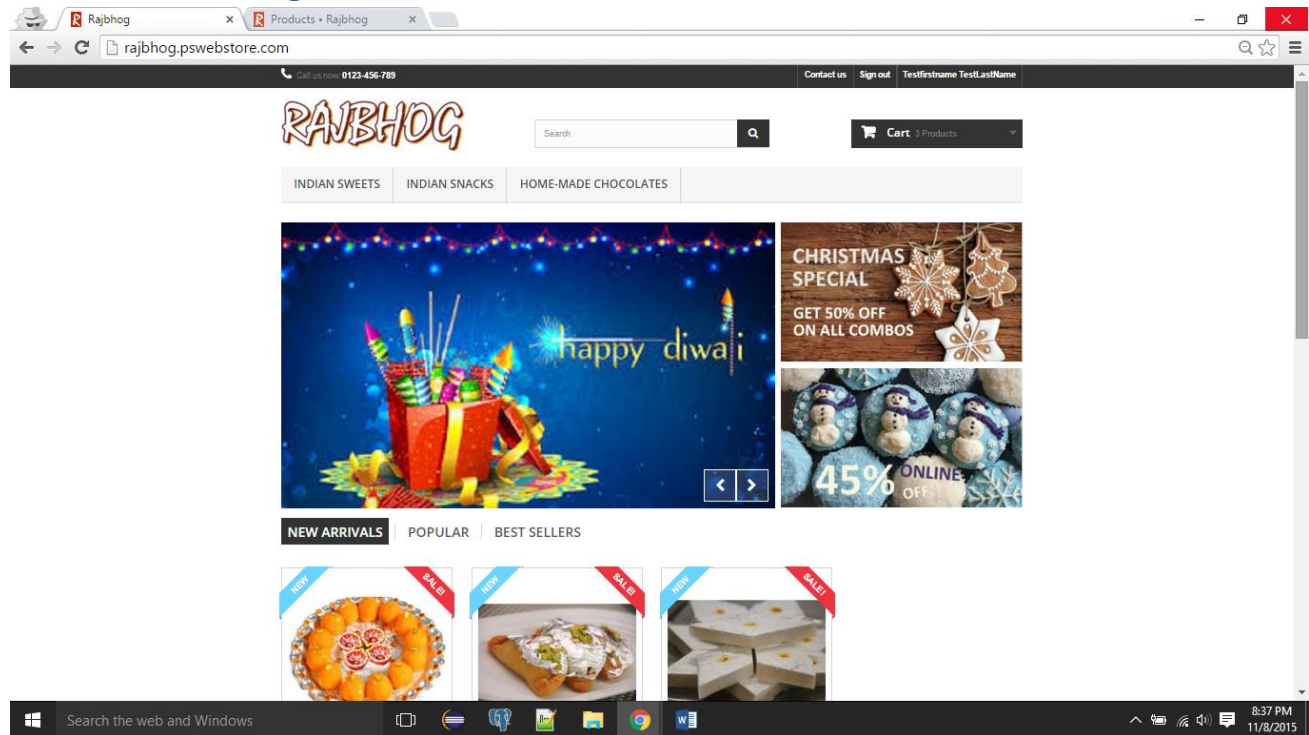 Rajbhog
Products • Rajbhog
rajbhog.pswebstore.com
Call us now: 0123-456-789
Contact us Sign out Testfirstname TestLastName
RAJBHOG
Search
Cart 3 Products
INDIAN SWEETS INDIAN SNACKS HOME-MADE CHOCOLATES
happy diwali
CHRISTMAS
SPECIAL
GET 50% OFF
ON ALL COMBOS
45% ONLINE
OFF
NEW ARRIVALS POPULAR BEST SELLERS
NEW SALE! NEW SALE! NEW SALE!
Search the web and Windows
8:37 PM
11/8/2015